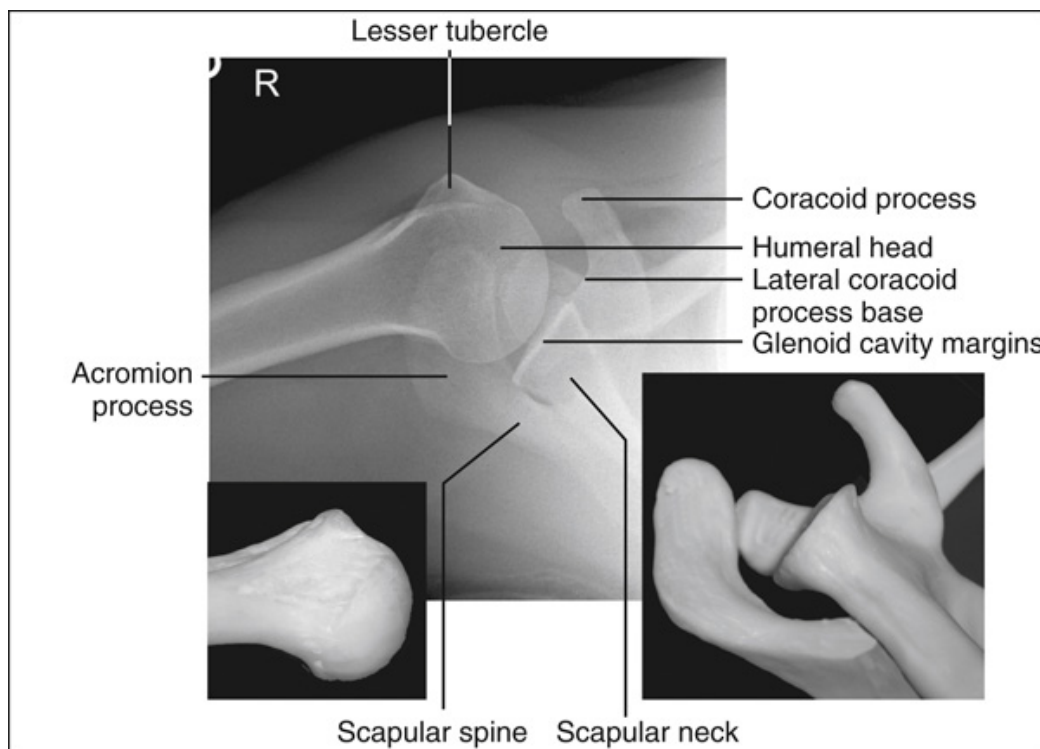 Lesser tubercle
R
Coracoid process
Humeral head
Lateral coracoid
process base
Glenoid cavity margins
Acromion
process
Scapular spine
Scapular neck